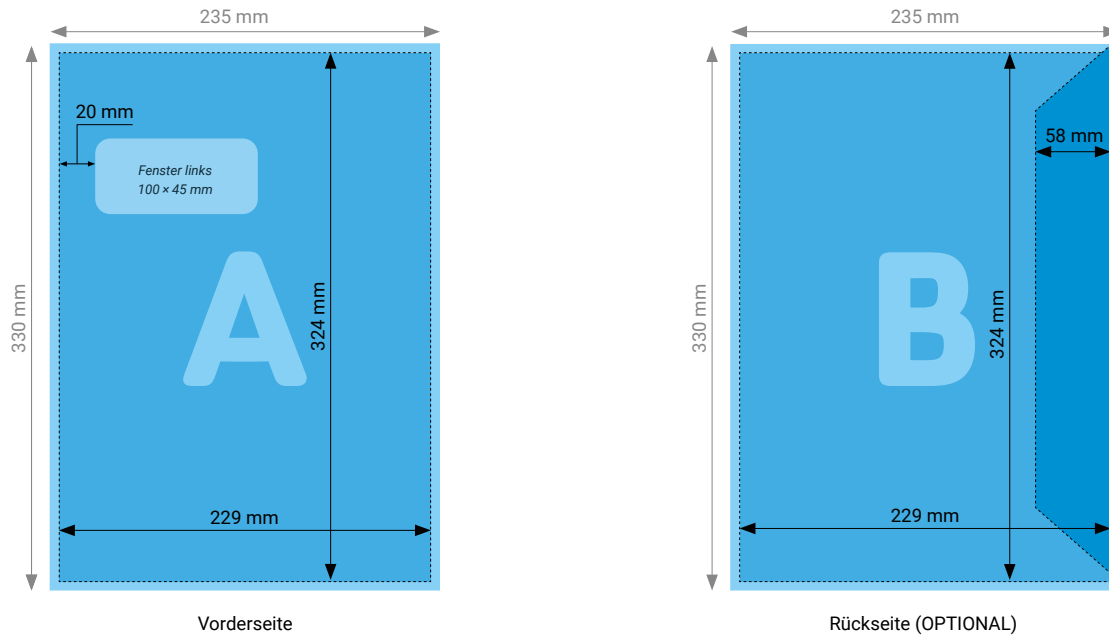 235 mm
235 mm
20 mm
58 mm
Fenster links
100 × 45 mm
A
B
330 mm
324 mm
330 mm
324 mm
229 mm
229 mm
Vorderseite
Rückseite (OPTIONAL)